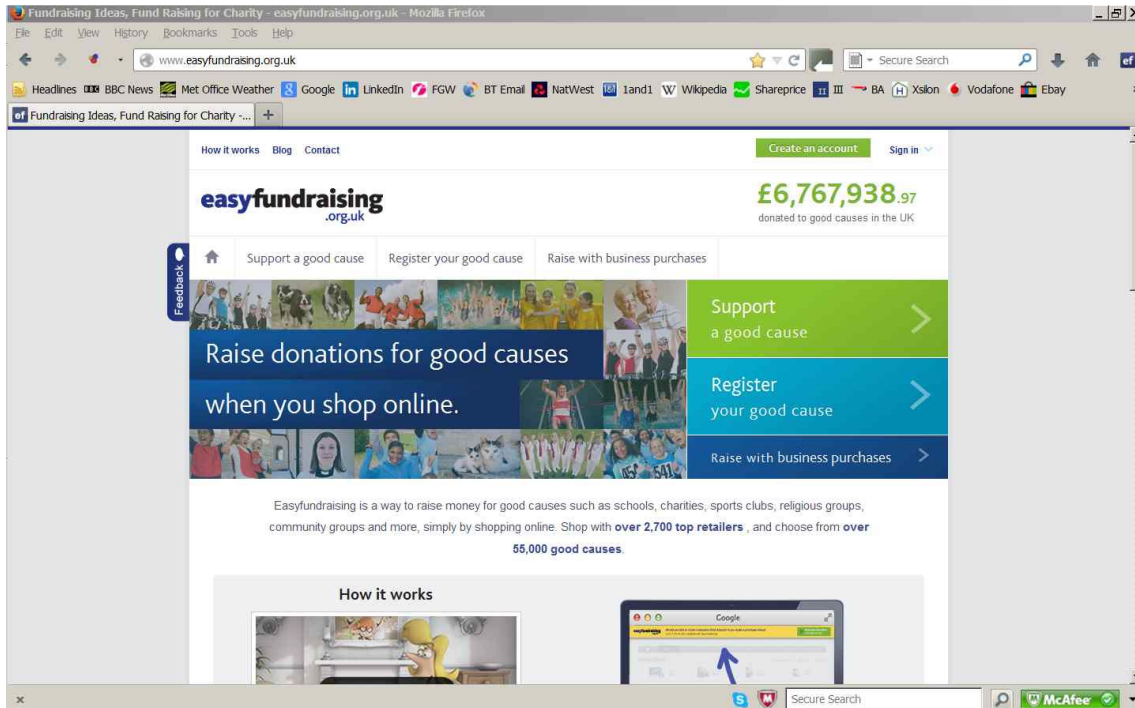 Fundraising Ideas, Fund Raising for Charity - easyfundraising.org.uk - Mozilla Firefox
File Edit View History Bookmarks Tools Help
www.easyfundraising.org.uk
Secure Search
ef
Headlines BBC News Met Office Weather Google LinkedIn FGW BT Email NatWest 1and1 Wikipedia Shareprice III BA Xsilon Vodafone Ebay
ef Fundraising Ideas, Fund Raising for Charity -... +
How it works Blog Contact
Create an account Sign in
easyfundraising
.org.uk
£6,767,938.97
donated to good causes in the UK
Feedback
Support a good cause Register your good cause Raise with business purchases
Raise donations for good causes
when you shop online.
Support
a good cause
Register
your good cause
Raise with business purchases
Easyfundraising is a way to raise money for good causes such as schools, charities, sports clubs, religious groups,
community groups and more, simply by shopping online. Shop with over 2,700 top retailers , and choose from over
55,000 good causes.
How it works
Google
easyfundraising
Secure Search
McAfee